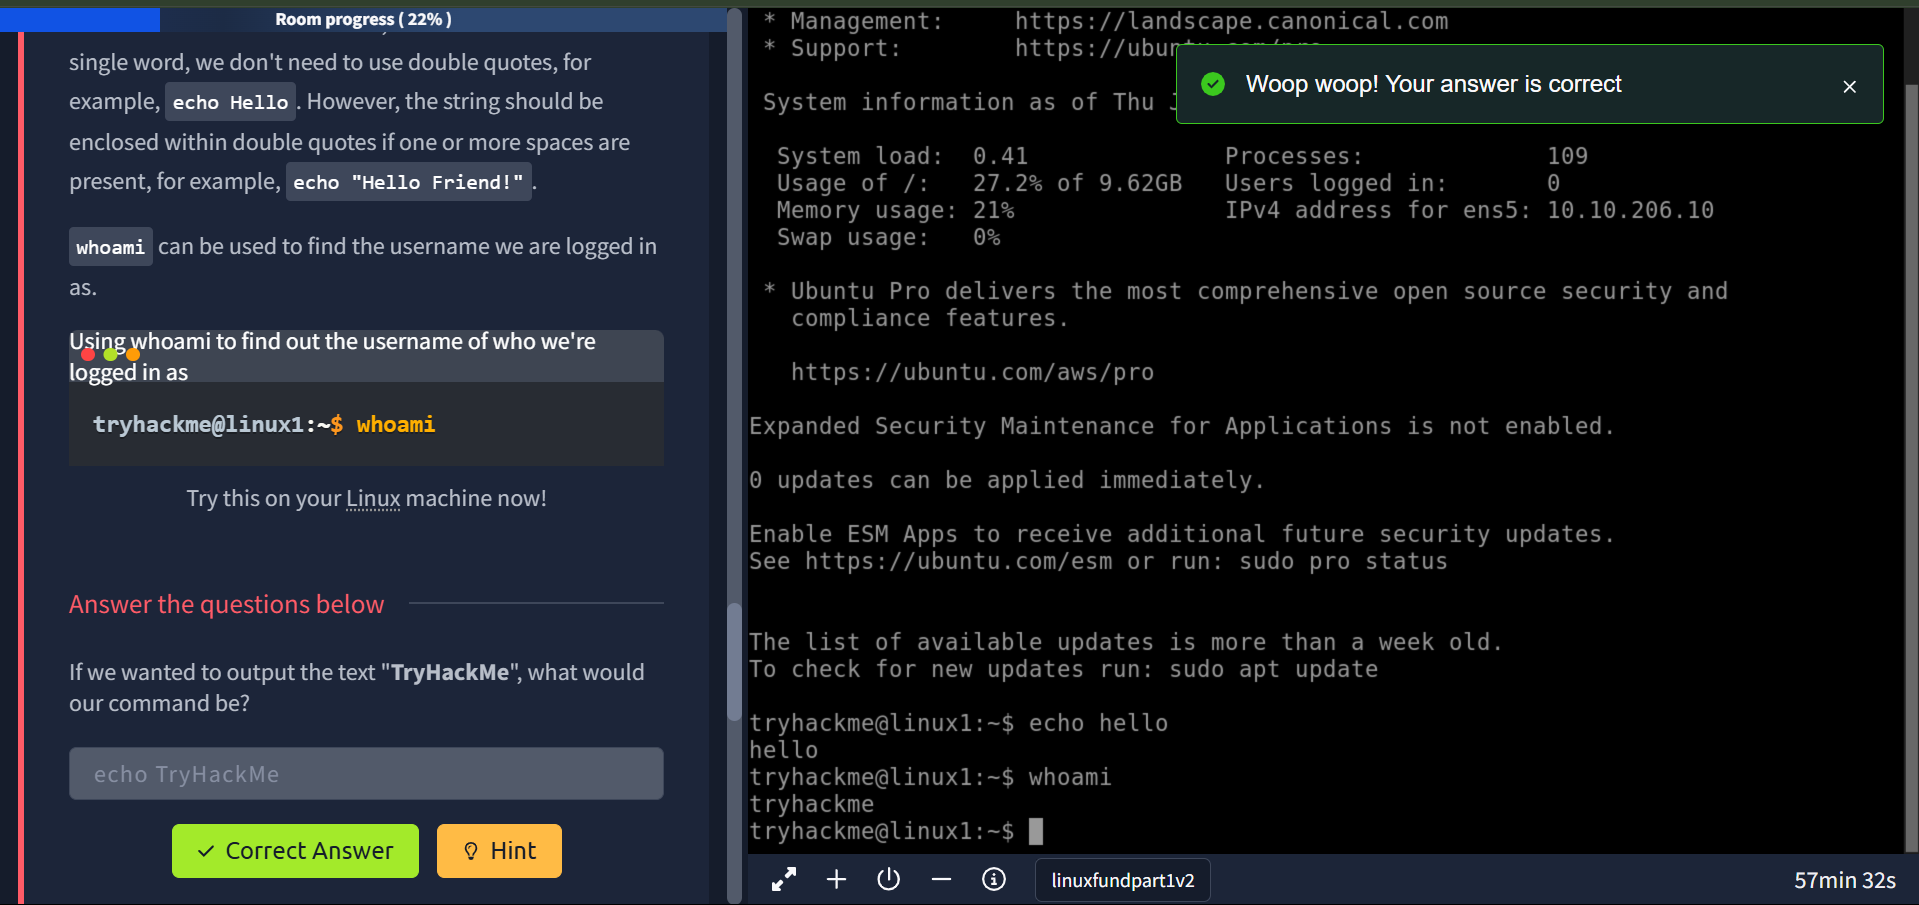 Room progress ( 22% )
single word, we don't need to use double quotes, for
example, echo Hello . However, the string should be
enclosed within double quotes if one or more spaces are
present, for example, echo "Hello Friend!" .
whoami can be used to find the username we are logged in
as.
Using whoami to find out the username of who we're
logged in as
tryhackme@linux1:~$ whoami
Try this on your Linux machine now!
Answer the questions below
If we wanted to output the text "TryHackMe", what would
our command be?
echo TryHackMe
Correct Answer
Hint
* Management: https://landscape.canonical.com
* Support: https://ubuntu.com/pro
Woop woop! Your answer is correct
System information as of Thu
System load: 0.41 Processes: 109
Usage of /: 27.2% of 9.62GB Users logged in: 0
Memory usage: 21% IPv4 address for ens5: 10.10.206.10
Swap usage: 0%
* Ubuntu Pro delivers the most comprehensive open source security and
compliance features.
https://ubuntu.com/aws/pro
Expanded Security Maintenance for Applications is not enabled.
0 updates can be applied immediately.
Enable ESM Apps to receive additional future security updates.
See https://ubuntu.com/esm or run: sudo pro status
The list of available updates is more than a week old.
To check for new updates run: sudo apt update
tryhackme@linux1:~$ echo hello
hello
tryhackme@linux1:~$ whoami
tryhackme
tryhackme@linux1:~$
linuxfundpart1v2
57min 32s